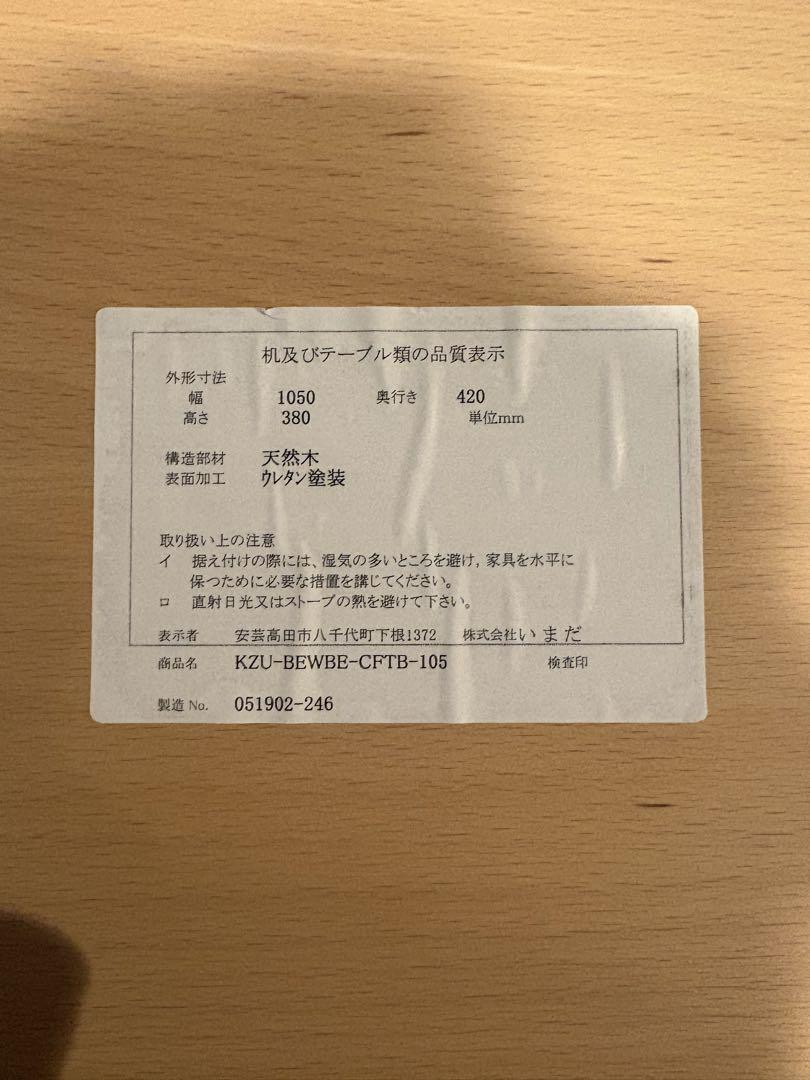 机及びテーブル類の品質表示
外形寸法
幅 1050 奥行き 420
高さ 380 単位mm
構造部材 天然木
表面加工 ｳﾚﾀﾝ塗装
取り扱い上の注意
イ 据え付けの際には、湿気の多いところを避け，家具を水平に
保つために必要な措置を講じてください。
ロ 直射日光又はストーブの熱を避けて下さい。
表示者 安芸高田市八千代町下根1372 株式会社いまだ
商品名 KZU-BEWBE-CFTB-105 検査印
製造 No. 051902-246